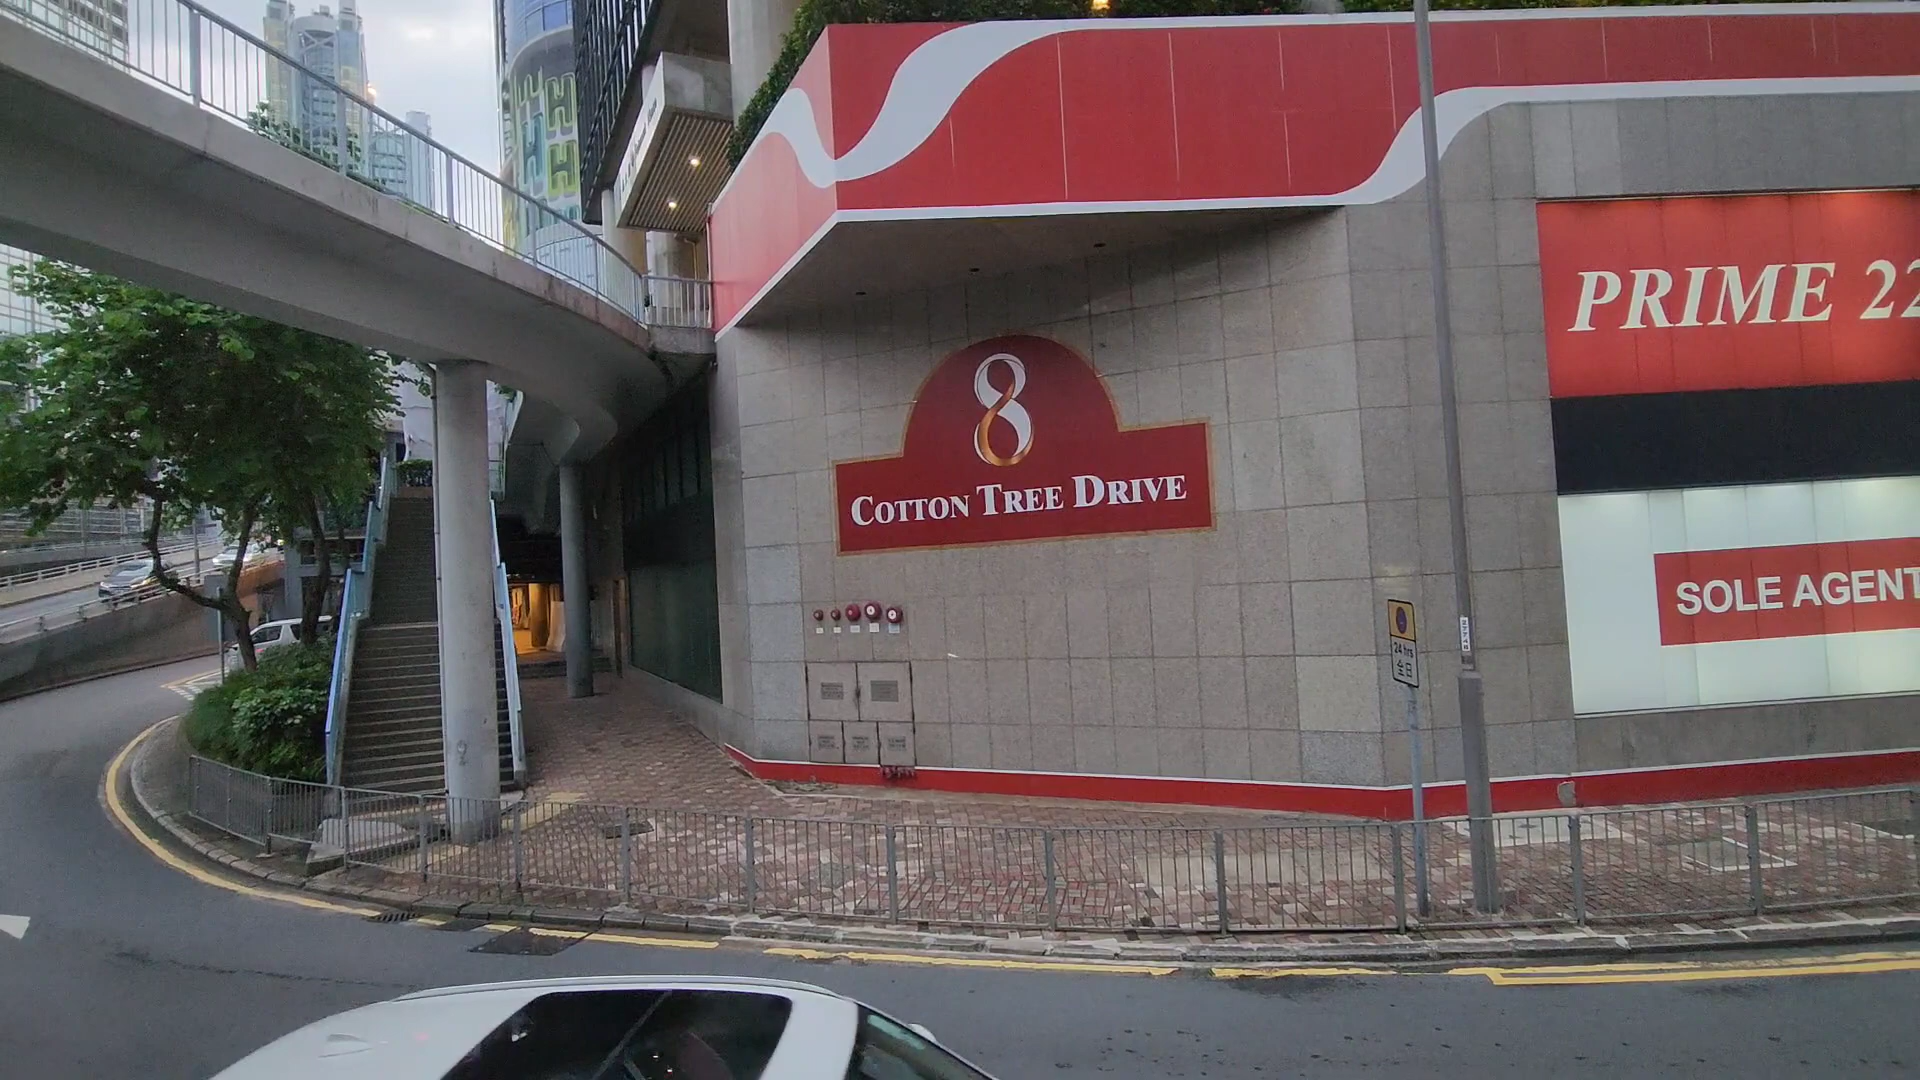 8
COTTON TREE DRIVE
PRIME 22
SOLE AGENT
24 hrs
全日